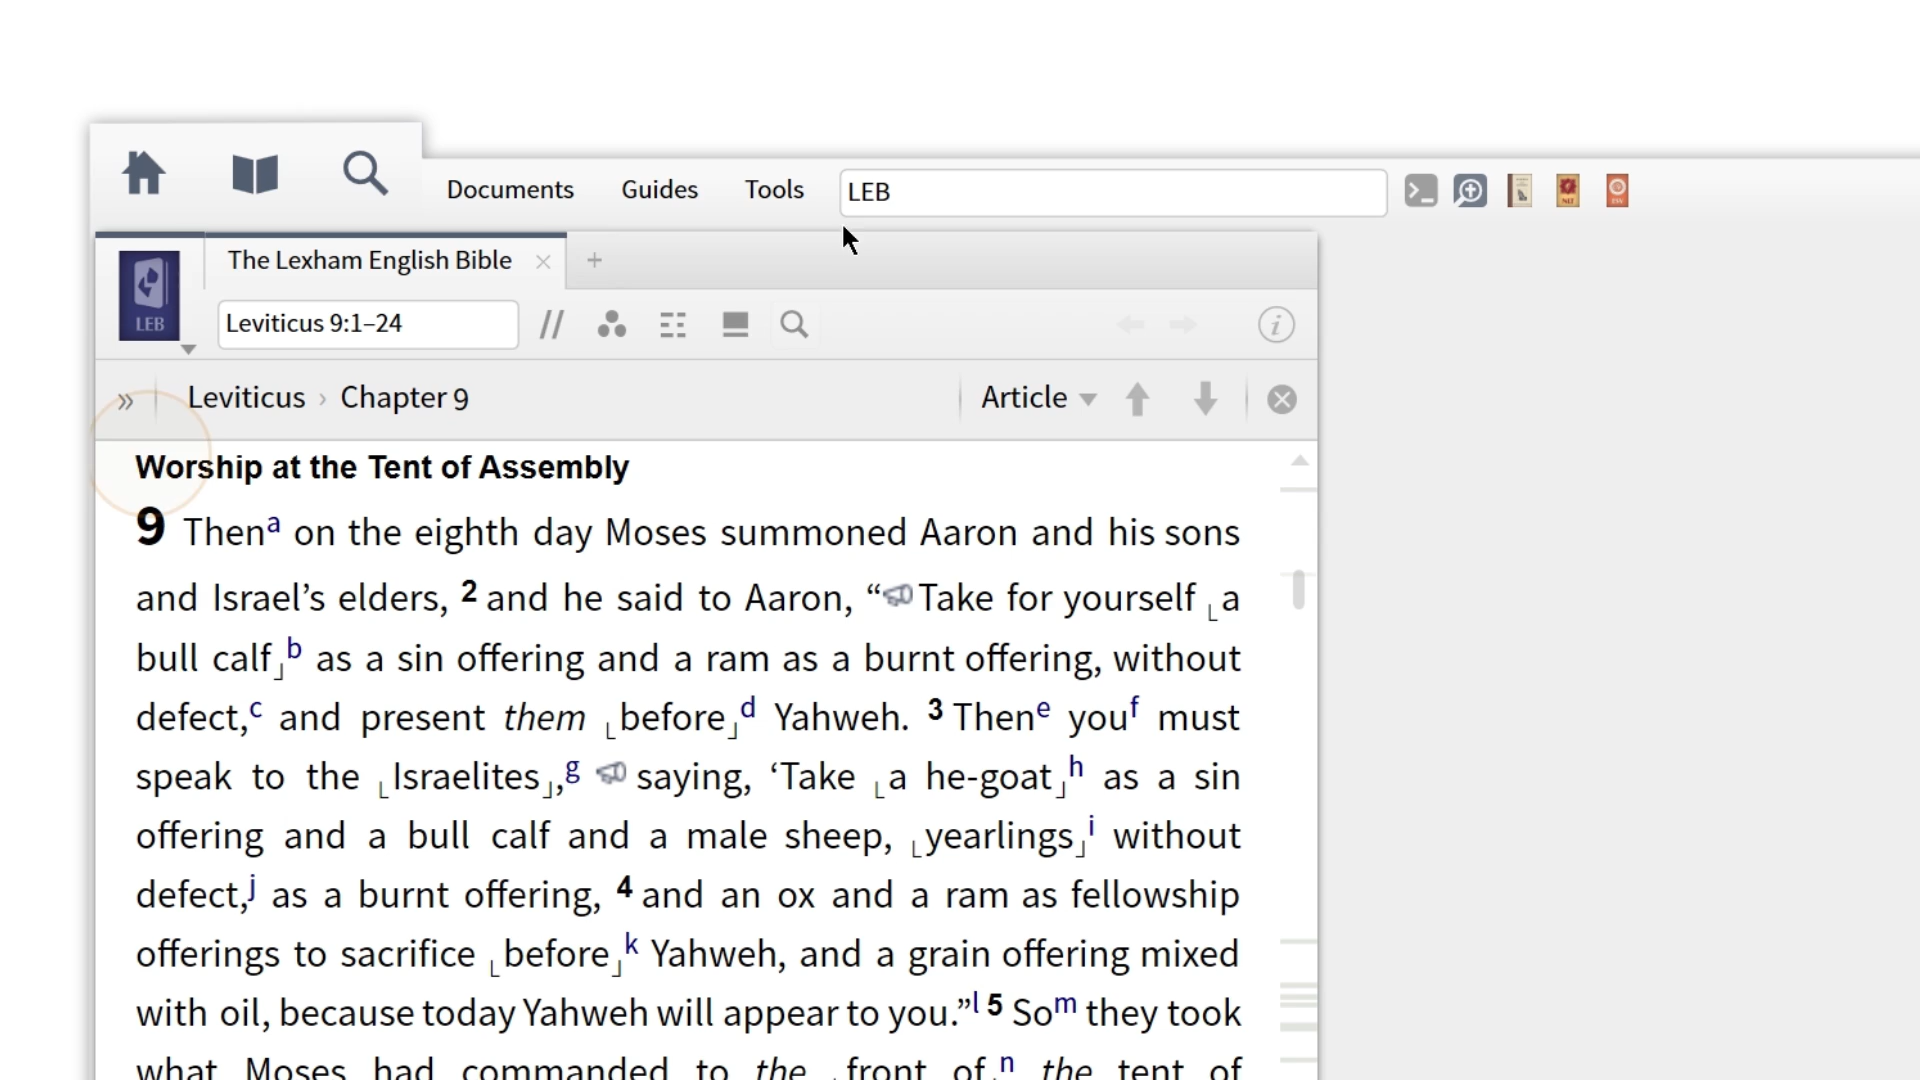 Documents Guides Tools LEB
NLT ESV
The Lexham English Bible
LEB
Leviticus 9:1–24
» Leviticus › Chapter 9 Article
Worship at the Tent of Assembly
9 Thenᵃ on the eighth day Moses summoned Aaron and his sons
and Israel’s elders, 2 and he said to Aaron, “Take for yourself ⌞a
bull calf⌟ᵇ as a sin offering and a ram as a burnt offering, without
defect,ᶜ and present them ⌞before⌟ᵈ Yahweh. 3 Thenᵉ youᶠ must
speak to the ⌞Israelites⌟,ᵍ saying, ‘Take ⌞a he-goat⌟ʰ as a sin
offering and a bull calf and a male sheep, ⌞yearlings⌟ⁱ without
defect,ʲ as a burnt offering, 4 and an ox and a ram as fellowship
offerings to sacrifice ⌞before⌟ᵏ Yahweh, and a grain offering mixed
with oil, because today Yahweh will appear to you.”ˡ 5 Soᵐ they took
what Moses had commanded to the ⌞front of⌟ⁿ the tent of